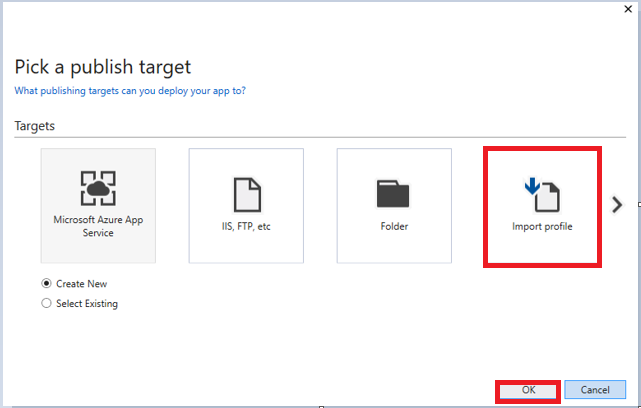 Pick a publish target
What publishing targets can you deploy your app to?
Targets
Microsoft Azure App
Service
IIS, FTP, etc
Folder
Import profile
Create New
Select Existing
OK
Cancel